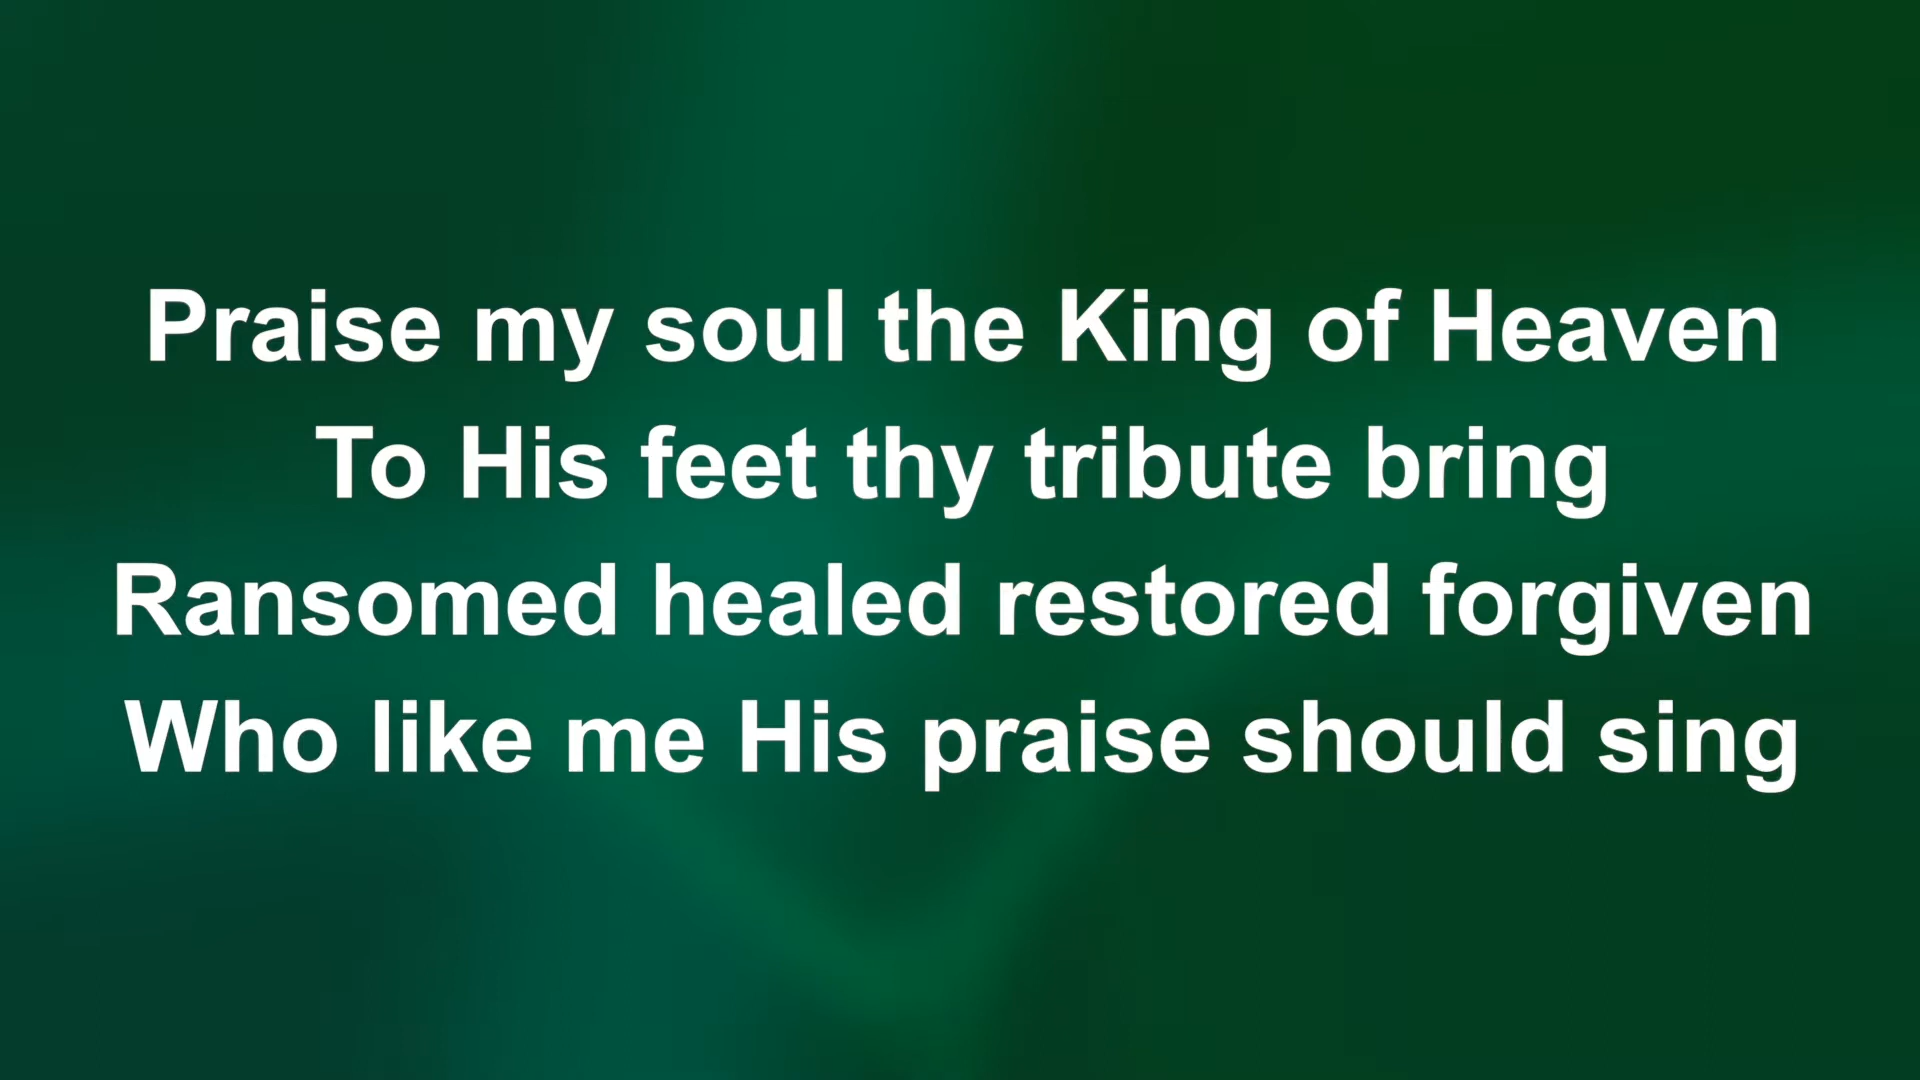 Praise my soul the King of Heaven
To His feet thy tribute bring
Ransomed healed restored forgiven
Who like me His praise should sing